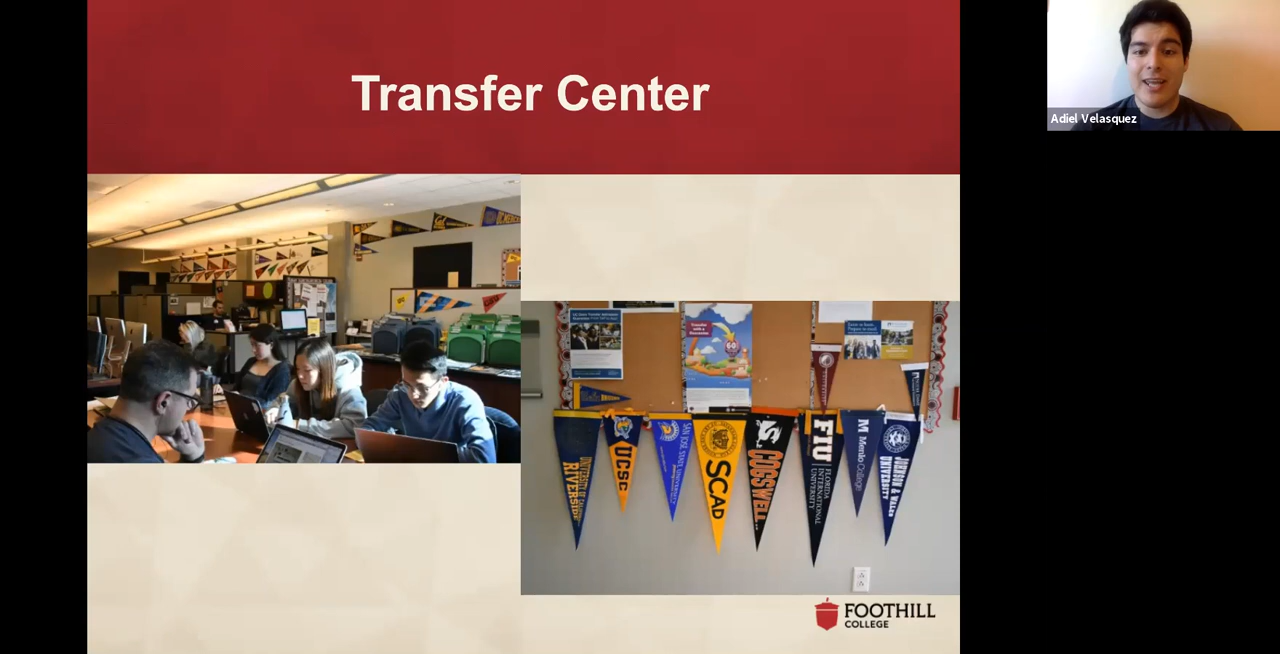 Transfer Center
Adiel Velasquez
UNIVERSITY OF CALIFORNIA
RIVERSIDE
UCSC
SAN JOSE STATE UNIVERSITY
SCAD
COGSWELL
FIU
FLORIDA
INTERNATIONAL
UNIVERSITY
M
Menlo College
JOHNSON & WALES
UNIVERSITY
FOOTHILL
COLLEGE